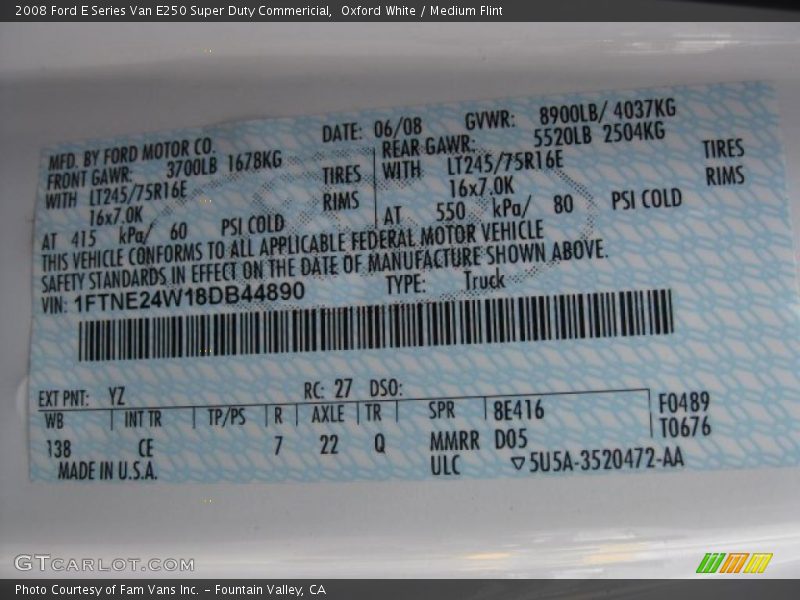 2008 Ford E Series Van E250 Super Duty Commericial, Oxford White / Medium Flint
MFD. BY FORD MOTOR CO.
DATE: 06/08
GVWR: 8900LB/ 4037KG
FRONT GAWR: 3700LB 1678KG
REAR GAWR: 5520LB 2504KG
WITH LT245/75R16E TIRES
WITH LT245/75R16E TIRES
16x7.0K RIMS
16x7.0K RIMS
AT 415 kPa/ 60 PSI COLD
AT 550 kPa/ 80 PSI COLD
THIS VEHICLE CONFORMS TO ALL APPLICABLE FEDERAL MOTOR VEHICLE
SAFETY STANDARDS IN EFFECT ON THE DATE OF MANUFACTURE SHOWN ABOVE.
VIN: 1FTNE24W18DB44890
TYPE: Truck
EXT PNT: YZ RC: 27 DSO:
WB INT TR TP/PS R AXLE TR SPR 8E416 F0489
138 CE 7 22 Q MMRR D05 T0676
MADE IN U.S.A. ULC ▽5U5A-3520472-AA
GTCARLOT.COM
Photo Courtesy of Fam Vans Inc. - Fountain Valley, CA